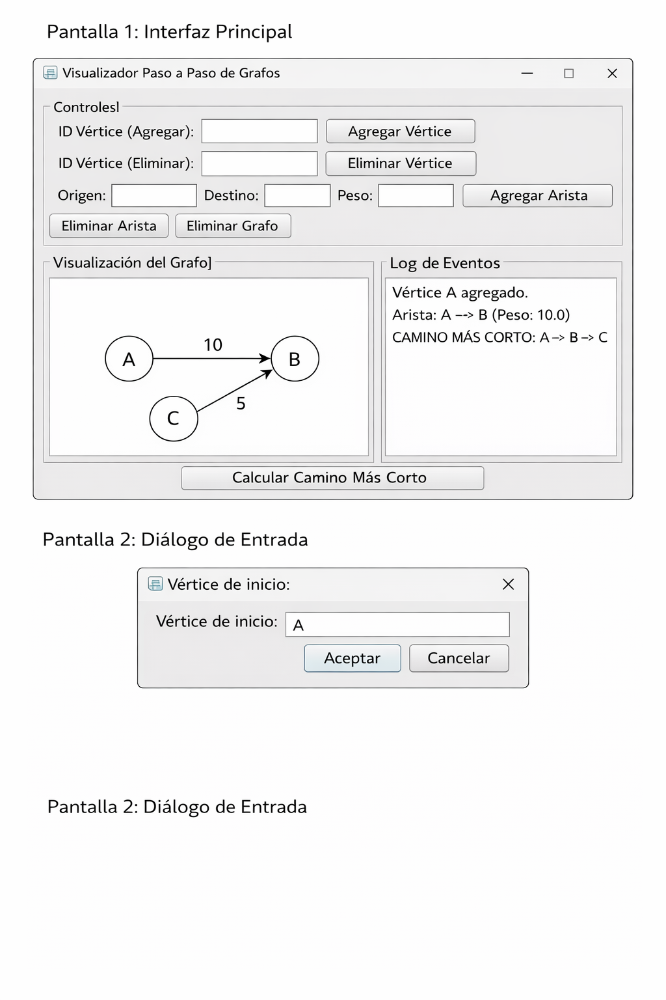 Pantalla 1: Interfaz Principal
Visualizador Paso a Paso de Grafos
Controlesl
ID Vértice (Agregar): Agregar Vértice
ID Vértice (Eliminar): Eliminar Vértice
Origen: Destino: Peso: Agregar Arista
Eliminar Arista Eliminar Grafo
Visualización del Grafo]
10
A B
C 5
Log de Eventos
Vértice A agregado.
Arista: A --> B (Peso: 10.0)
CAMINO MÁS CORTO: A -> B -> C
Calcular Camino Más Corto
Pantalla 2: Diálogo de Entrada
Vértice de inicio:
Vértice de inicio: A
Aceptar Cancelar
Pantalla 2: Diálogo de Entrada